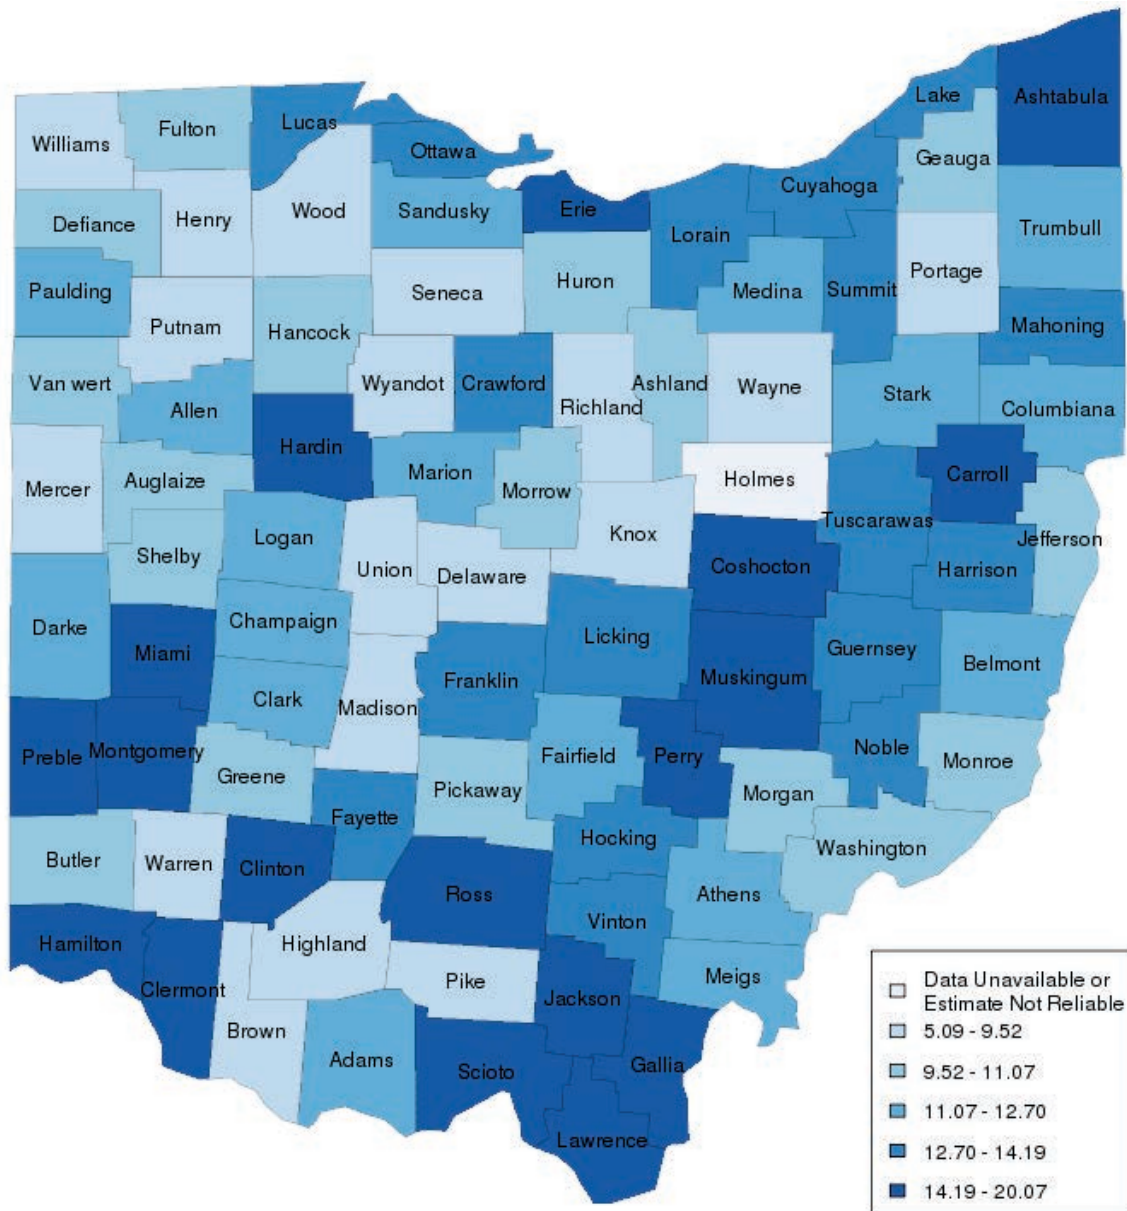 Lake
Ashtabula
Lucas
Fulton
Williams
Ottawa
Geauga
Cuyahoga
Erie
Wood
Sandusky
Henry
Defiance
Lorain
Trumbull
Portage
Huron
Seneca
Paulding
Medina
Summit
Mahoning
Putnam
Hancock
Van wert
Wyandot
Crawford
Ashland
Wayne
Stark
Richland
Allen
Columbiana
Hardin
Marion
Carroll
Holmes
Auglaize
Mercer
Morrow
Tuscarawas
Knox
Logan
Jefferson
Shelby
Union
Delaware
Coshocton
Harrison
Champaign
Darke
Licking
Guernsey
Miami
Belmont
Muskingum
Franklin
Clark
Madison
Preble
Montgomery
Fairfield
Perry
Noble
Monroe
Greene
Pickaway
Morgan
Fayette
Hocking
Washington
Butler
Warren
Clinton
Ross
Athens
Vinton
Hamilton
Highland
Meigs
Pike
Clermont
Jackson
Brown
Adams
Scioto
Gallia
Lawrence
Data Unavailable or
Estimate Not Reliable
5.09 - 9.52
9.52 - 11.07
11.07 - 12.70
12.70 - 14.19
14.19 - 20.07